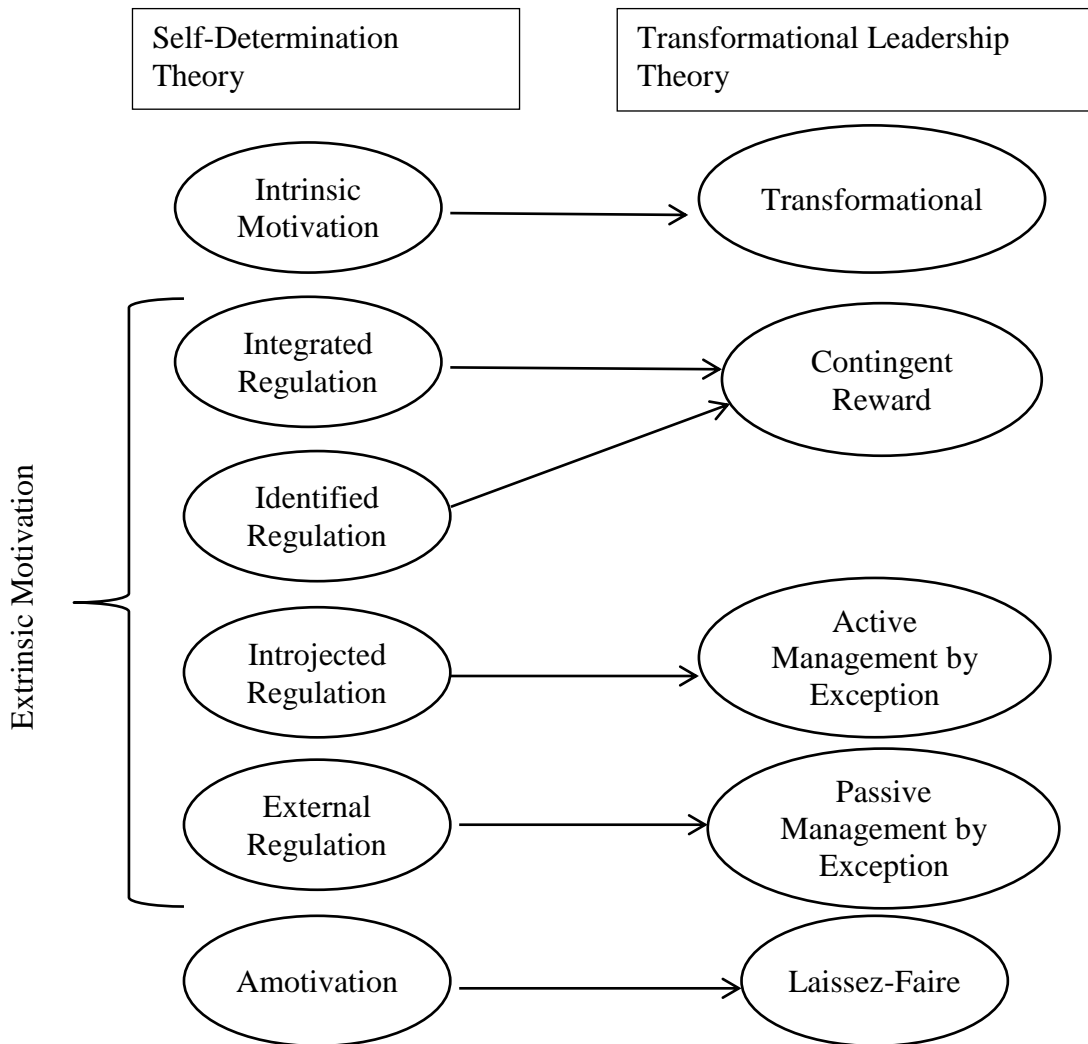 Self-Determination
Theory
Transformational Leadership
Theory
Intrinsic
Motivation
Transformational
Integrated
Regulation
Contingent
Reward
Identified
Regulation
Extrinsic Motivation
Introjected
Regulation
Active
Management by
Exception
External
Regulation
Passive
Management by
Exception
Amotivation
Laissez-Faire